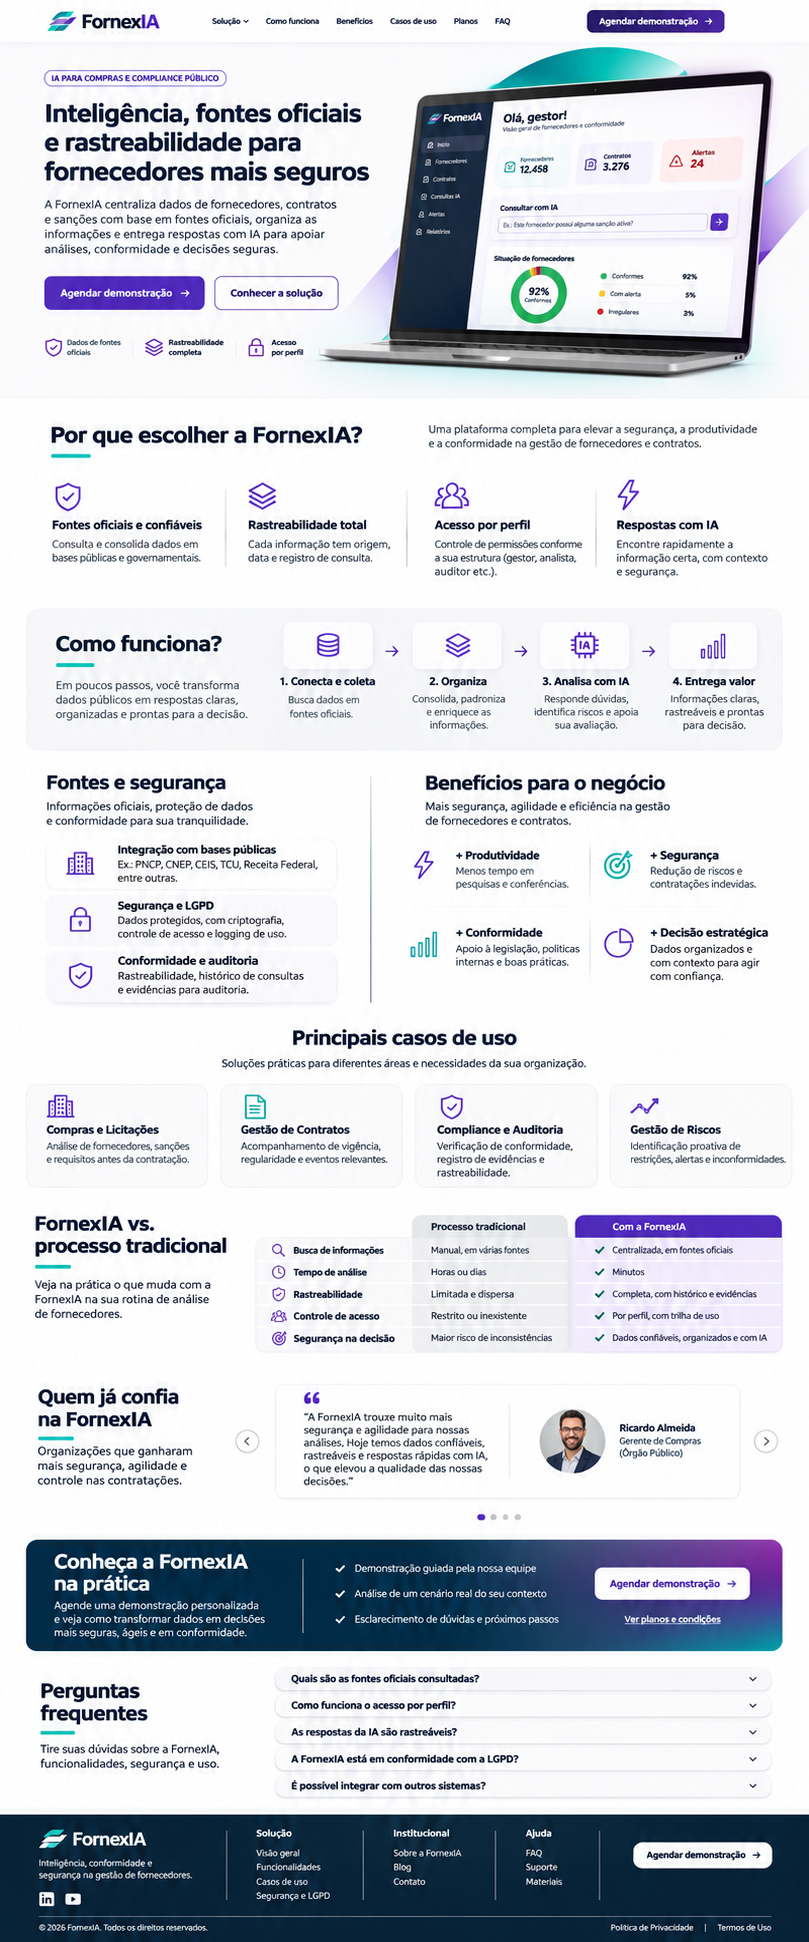 FornexIA
Solução
Como funciona
Benefícios
Casos de uso
Planos
FAQ
Agendar demonstração
IA PARA COMPRAS E COMPLIANCE PÚBLICO
Inteligência, fontes oficiais
e rastreabilidade para
fornecedores mais seguros
A FornexIA centraliza dados de fornecedores, contratos
e sanções com base em fontes oficiais, organiza as
informações e entrega respostas com IA para apoiar
análises, conformidade e decisões seguras.
Agendar demonstração
Conhecer a solução
Dados de fontes
oficiais
Rastreabilidade
completa
Acesso
por perfil
FornexIA
Início
Fornecedores
Contratos
Consultas IA
Alertas
Relatórios
Olá, gestor!
Visão geral de fornecedores e conformidade
Fornecedores
12.458
Contratos
3.276
Alertas
24
Consultar com IA
Ex.: Este fornecedor possui alguma sanção ativa?
Situação de fornecedores
92%
Conformes
Conformes 92%
Com alerta 5%
Irregulares 3%
Por que escolher a FornexIA?
Uma plataforma completa para elevar a segurança, a produtividade
e a conformidade na gestão de fornecedores e contratos.
Fontes oficiais e confiáveis
Consulta e consolida dados em
bases públicas e governamentais.
Rastreabilidade total
Cada informação tem origem,
data e registro de consulta.
Acesso por perfil
Controle de permissões conforme
a sua estrutura (gestor, analista,
auditor etc.).
Respostas com IA
Encontre rapidamente a
informação certa, com contexto
e segurança.
Como funciona?
Em poucos passos, você transforma
dados públicos em respostas claras,
organizadas e prontas para a decisão.
1. Conecta e coleta
Busca dados em
fontes oficiais.
2. Organiza
Consolida, padroniza
e enriquece as
informações.
IA
3. Analisa com IA
Responde dúvidas,
identifica riscos e apoia
sua avaliação.
4. Entrega valor
Informações claras,
rastreáveis e prontas
para decisão.
Fontes e segurança
Informações oficiais, proteção de dados
e conformidade para sua tranquilidade.
Integração com bases públicas
Ex.: PNCP, CNEP, CEIS, TCU, Receita Federal,
entre outras.
Segurança e LGPD
Dados protegidos, com criptografia,
controle de acesso e logging de uso.
Conformidade e auditoria
Rastreabilidade, histórico de consultas
e evidências para auditoria.
Benefícios para o negócio
Mais segurança, agilidade e eficiência na gestão
de fornecedores e contratos.
+ Produtividade
Menos tempo em
pesquisas e conferências.
+ Segurança
Redução de riscos e
contratações indevidas.
+ Conformidade
Apoio à legislação, políticas
internas e boas práticas.
+ Decisão estratégica
Dados organizados e
com contexto para agir
com confiança.
Principais casos de uso
Soluções práticas para diferentes áreas e necessidades da sua organização.
Compras e Licitações
Análise de fornecedores, sanções
e requisitos antes da contratação.
Gestão de Contratos
Acompanhamento de vigência,
regularidade e eventos relevantes.
Compliance e Auditoria
Verificação de conformidade,
registro de evidências e
rastreabilidade.
Gestão de Riscos
Identificação proativa de
restrições, alertas e inconformidades.
FornexIA vs.
processo tradicional
Veja na prática o que muda com a
FornexIA na sua rotina de análise
de fornecedores.
Processo tradicional
Com a FornexIA
Busca de informações
Manual, em várias fontes
Centralizada, em fontes oficiais
Tempo de análise
Horas ou dias
Minutos
Rastreabilidade
Limitada e dispersa
Completa, com histórico e evidências
Controle de acesso
Restrito ou inexistente
Por perfil, com trilha de uso
Segurança na decisão
Maior risco de inconsistências
Dados confiáveis, organizados e com IA
Quem já confia
na FornexIA
Organizações que ganharam
mais segurança, agilidade e
controle nas contratações.
“A FornexIA trouxe muito mais
segurança e agilidade para nossas
análises. Hoje temos dados confiáveis,
rastreáveis e respostas rápidas com IA,
o que elevou a qualidade das nossas
decisões.”
Ricardo Almeida
Gerente de Compras
(Órgão Público)
Conheça a FornexIA
na prática
Agende uma demonstração personalizada
e veja como transformar dados em decisões
mais seguras, ágeis e em conformidade.
Demonstração guiada pela nossa equipe
Análise de um cenário real do seu contexto
Esclarecimento de dúvidas e próximos passos
Agendar demonstração
Ver planos e condições
Perguntas
frequentes
Tire suas dúvidas sobre a FornexIA,
funcionalidades, segurança e uso.
Quais são as fontes oficiais consultadas?
Como funciona o acesso por perfil?
As respostas da IA são rastreáveis?
A FornexIA está em conformidade com a LGPD?
É possível integrar com outros sistemas?
FornexIA
Inteligência, conformidade e
segurança na gestão de fornecedores.
in
Solução
Visão geral
Funcionalidades
Casos de uso
Segurança e LGPD
Institucional
Sobre a FornexIA
Blog
Contato
Ajuda
FAQ
Suporte
Materiais
Agendar demonstração
© 2026 FornexIA. Todos os direitos reservados.
Política de Privacidade | Termos de Uso